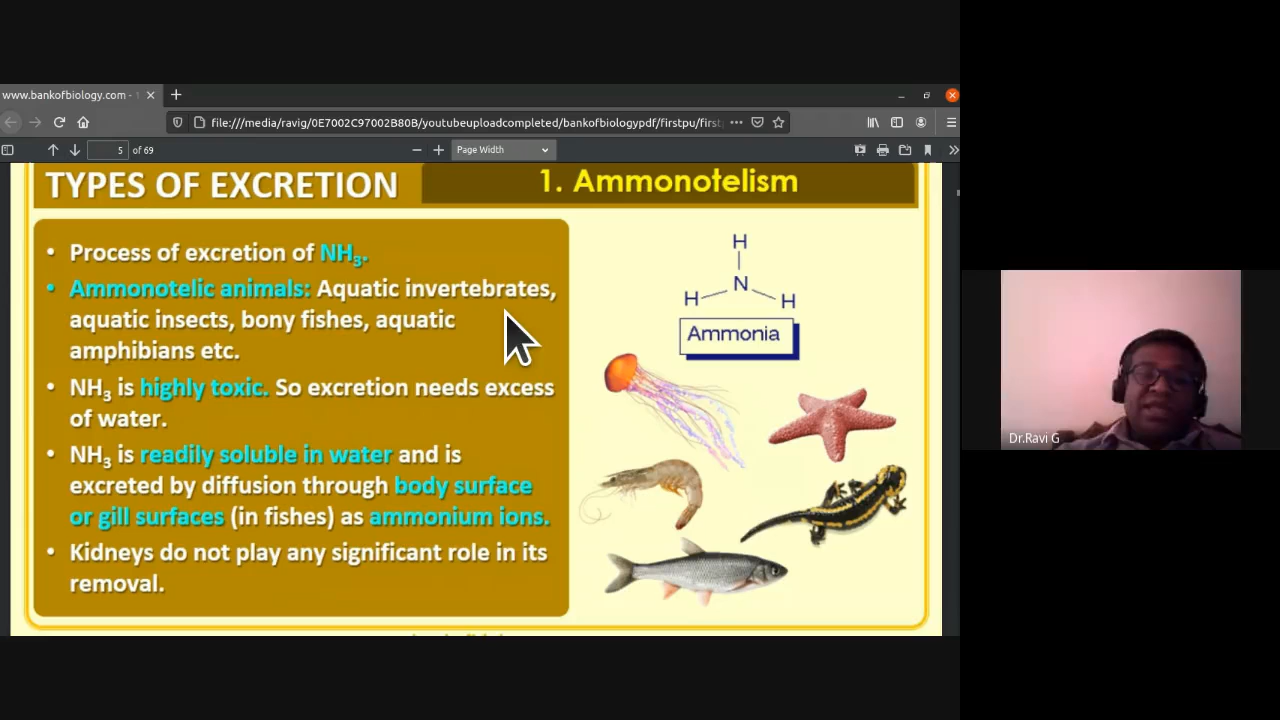 www.bankofbiology.com -
file:///media/ravig/0E7002C97002B80B/youtubeuploadcompleted/bankofbiologypdf/firstpu/first
5 of 69
Page Width
TYPES OF EXCRETION
1. Ammonotelism
• Process of excretion of NH₃.
• Ammonotelic animals: Aquatic invertebrates,
aquatic insects, bony fishes, aquatic
amphibians etc.
• NH₃ is highly toxic. So excretion needs excess
of water.
• NH₃ is readily soluble in water and is
excreted by diffusion through body surface
or gill surfaces (in fishes) as ammonium ions.
• Kidneys do not play any significant role in its
removal.
H
N
H H
Ammonia
Dr.Ravi G